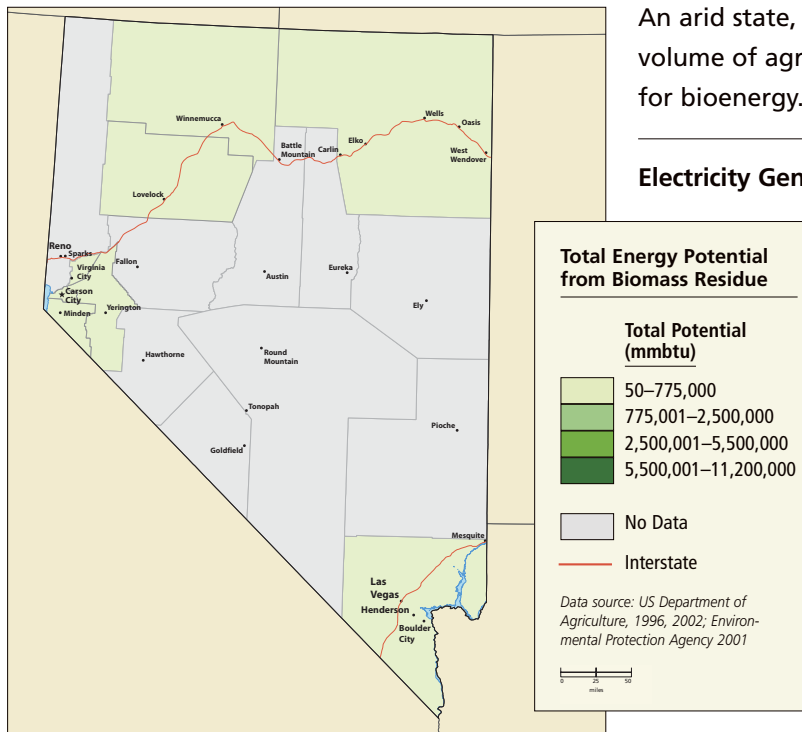 An arid state,
volume of agr
for bioenergy.
Electricity Gen
Winnemucca
Wells
Oasis
Elko
Battle
Mountain
Carlin
West
Wendover
Lovelock
Reno
Sparks
Virginia
City
Fallon
Austin
Eureka
Ely
Carson
City
Minden
Yerington
Hawthorne
Round
Mountain
Tonopah
Goldfield
Pioche
Mesquite
Las
Vegas
Henderson
Boulder
City
Total Energy Potential
from Biomass Residue
Total Potential
(mmbtu)
50–775,000
775,001–2,500,000
2,500,001–5,500,000
5,500,001–11,200,000
No Data
Interstate
Data source: US Department of
Agriculture, 1996, 2002; Environ-
mental Protection Agency 2001
0 25 50
miles